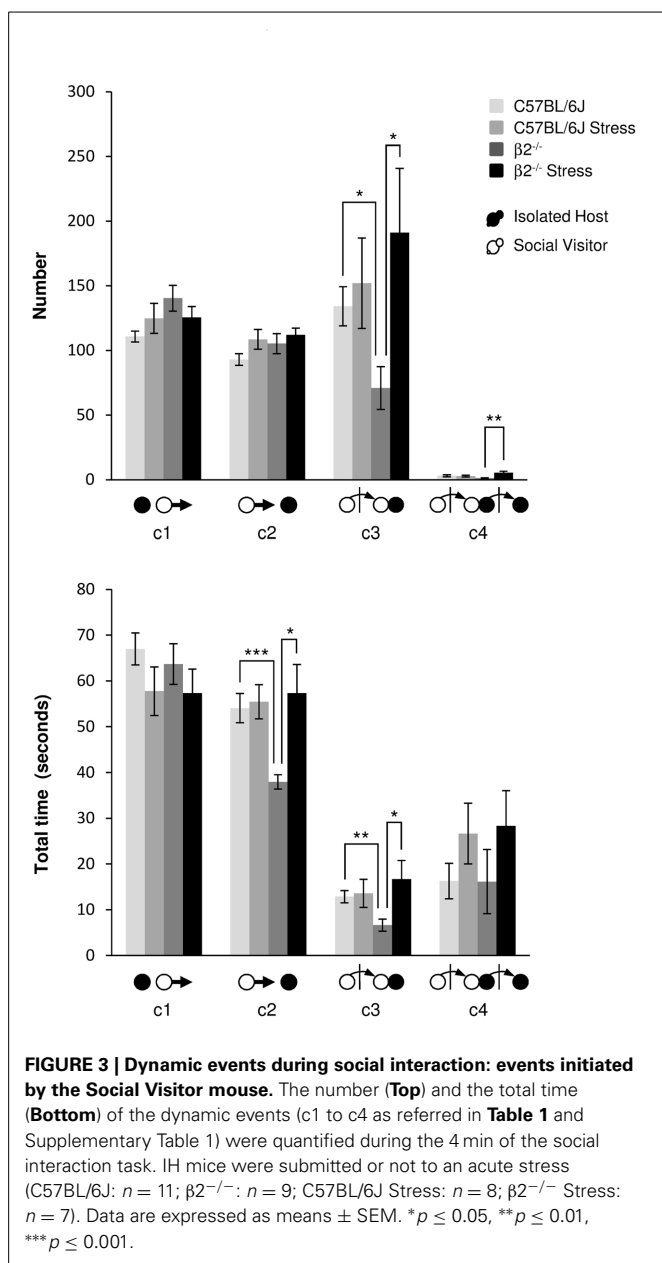 300
250
200
150
100
50
0
Number
C57BL/6J
C57BL/6J Stress
β2-/-
β2-/- Stress
Isolated Host
Social Visitor
*
*
**
c1 c2 c3 c4
80
70
60
50
40
30
20
10
0
Total time (seconds)
***
*
**
*
c1 c2 c3 c4
FIGURE 3 | Dynamic events during social interaction: events initiated
by the Social Visitor mouse. The number (Top) and the total time
(Bottom) of the dynamic events (c1 to c4 as referred in Table 1 and
Supplementary Table 1) were quantified during the 4 min of the social
interaction task. IH mice were submitted or not to an acute stress
(C57BL/6J: n = 11; β2−/−: n = 9; C57BL/6J Stress: n = 8; β2−/− Stress:
n = 7). Data are expressed as means ± SEM. *p ≤ 0.05, **p ≤ 0.01,
***p ≤ 0.001.